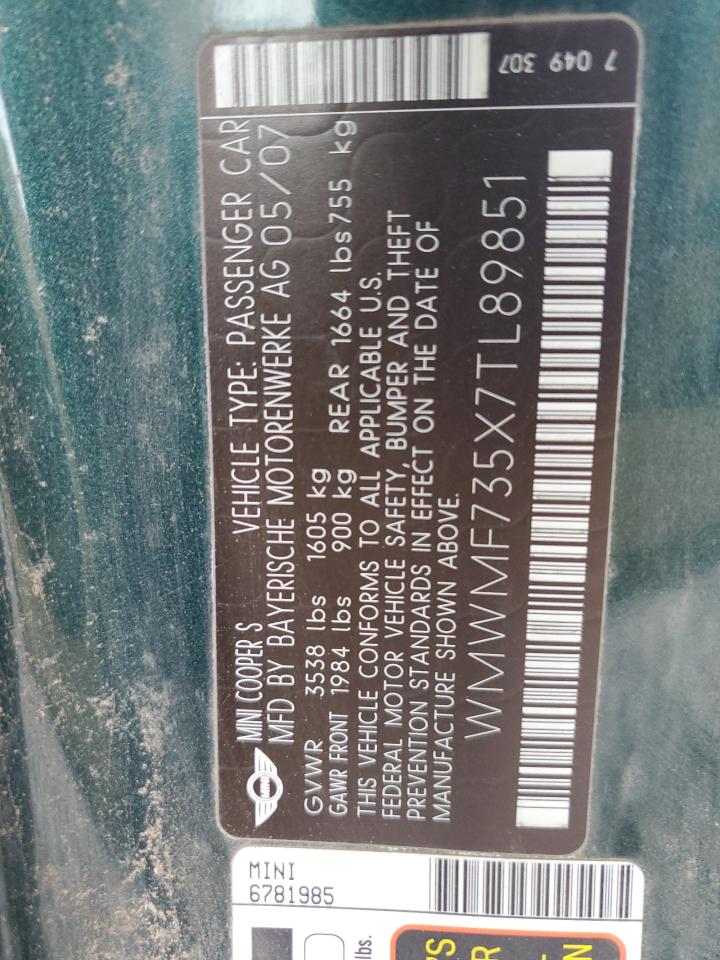 7 049 307
MINI COOPER S VEHICLE TYPE: PASSENGER CAR
MFD BY BAYERISCHE MOTORENWERKE AG 05/07
GVWR 3538 lbs 1605 kg
GAWR FRONT 1984 lbs 900 kg REAR 1664 lbs 755 kg
THIS VEHICLE CONFORMS TO ALL APPLICABLE U.S.
FEDERAL MOTOR VEHICLE SAFETY, BUMPER AND THEFT
PREVENTION STANDARDS IN EFFECT ON THE DATE OF
MANUFACTURE SHOWN ABOVE.
WMWMF735X7TL89851
MINI
6781985
lbs.